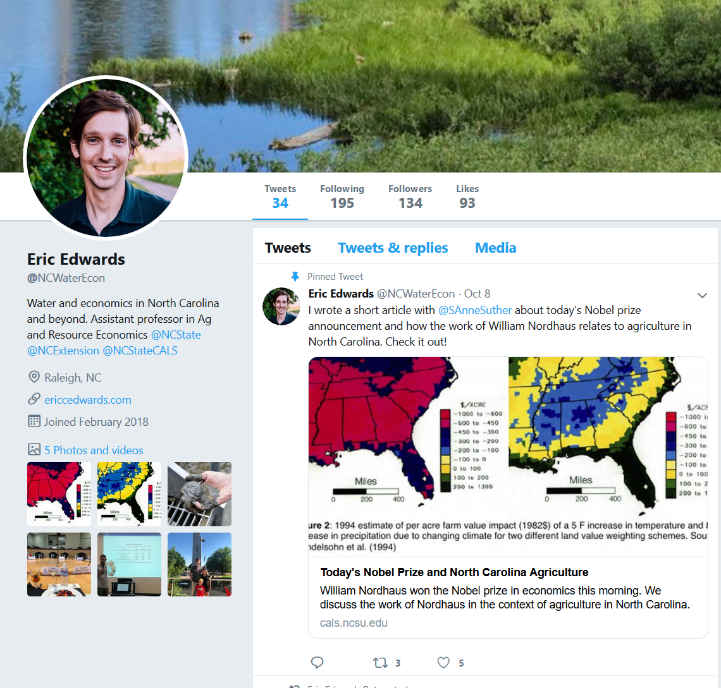 Tweets Following Followers Likes
34 195 134 93
Eric Edwards
@NCWaterEcon
Water and economics in North Carolina
and beyond. Assistant professor in Ag
and Resource Economics @NCState
@NCExtension @NCStateCALS
Raleigh, NC
ericcedwards.com
Joined February 2018
5 Photos and videos
Tweets Tweets & replies Media
Pinned Tweet
Eric Edwards @NCWaterEcon · Oct 8
I wrote a short article with @SAnneSuther about today's Nobel prize
announcement and how the work of William Nordhaus relates to agriculture in
North Carolina. Check it out!
$/ACRE
-1000 to -600
-600 to -450
-450 to -300
-300 to -200
-200 to -100
-100 to 0
0 to 100
100 to 200
200 to 1300
Miles
0 200 400
$/ACF
-1000 t
-600 to
-450 to
-300 to
-200 to
-100 to
0 to 100
100 to 2
200 to 1
Miles
0 200 400
ure 2: 1994 estimate of per acre farm value impact (1982$) of a 5 F increase in temperature and 8
ease in precipitation due to changing climate for two different land value weighting schemes. Sou
ndelsohn et al. (1994)
Today's Nobel Prize and North Carolina Agriculture
William Nordhaus won the Nobel prize in economics this morning. We
discuss the work of Nordhaus in the context of agriculture in North Carolina.
cals.ncsu.edu
3 5